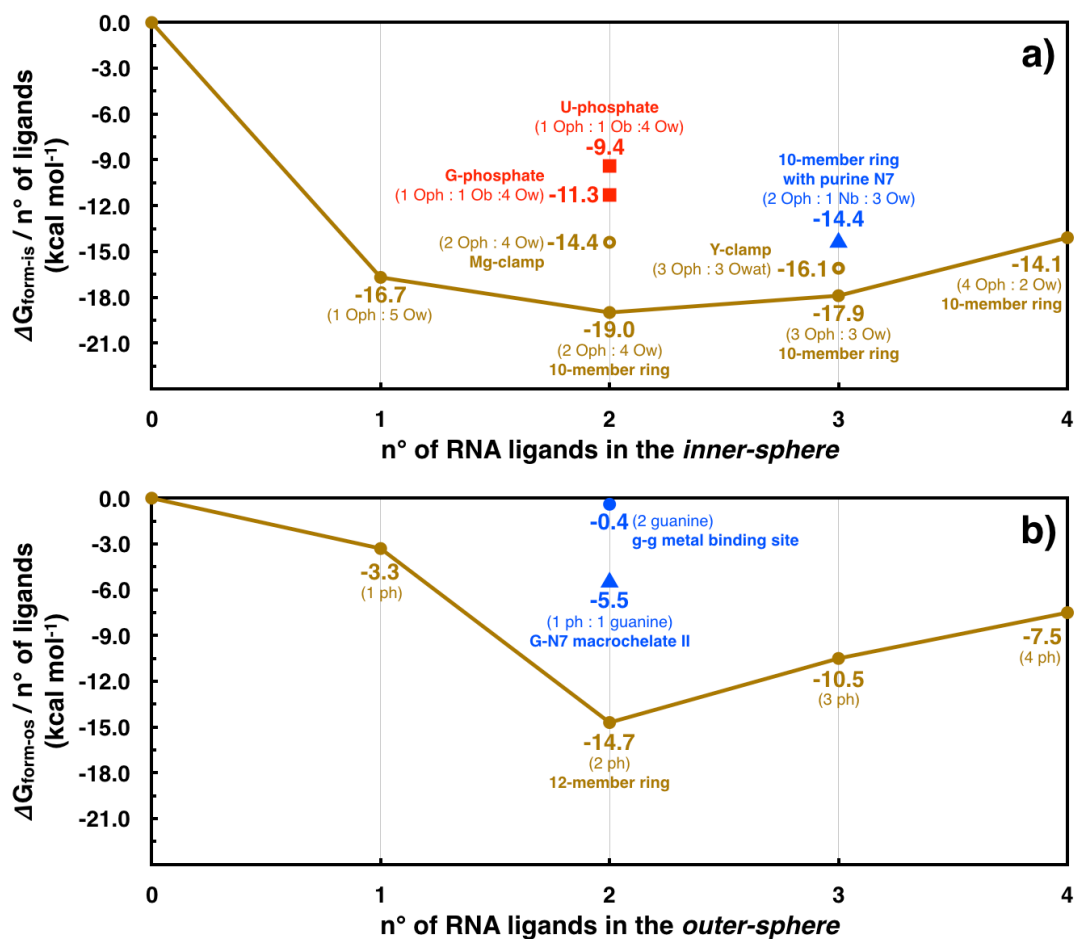 a)
ΔGform-is / n° of ligands
(kcal mol-1)
0.0
-3.0
-6.0
-9.0
-12.0
-15.0
-18.0
-21.0
U-phosphate
(1 Oph : 1 Ob :4 Ow)
-9.4
G-phosphate
(1 Oph : 1 Ob :4 Ow) -11.3
(2 Oph : 4 Ow) -14.4
Mg-clamp
10-member ring
with purine N7
(2 Oph : 1 Nb : 3 Ow)
-14.4
Y-clamp
(3 Oph : 3 Owat) -16.1
-16.7
(1 Oph : 5 Ow)
-19.0
(2 Oph : 4 Ow)
10-member ring
-17.9
(3 Oph : 3 Ow)
10-member ring
-14.1
(4 Oph : 2 Ow)
10-member ring
0 1 2 3 4
n° of RNA ligands in the inner-sphere
b)
ΔGform-os / n° of ligands
(kcal mol-1)
0.0
-3.0
-6.0
-9.0
-12.0
-15.0
-18.0
-21.0
-0.4 (2 guanine)
g-g metal binding site
-3.3
(1 ph)
-5.5
(1 ph : 1 guanine)
G-N7 macrochelate II
-14.7
(2 ph)
12-member ring
-10.5
(3 ph)
-7.5
(4 ph)
0 1 2 3 4
n° of RNA ligands in the outer-sphere